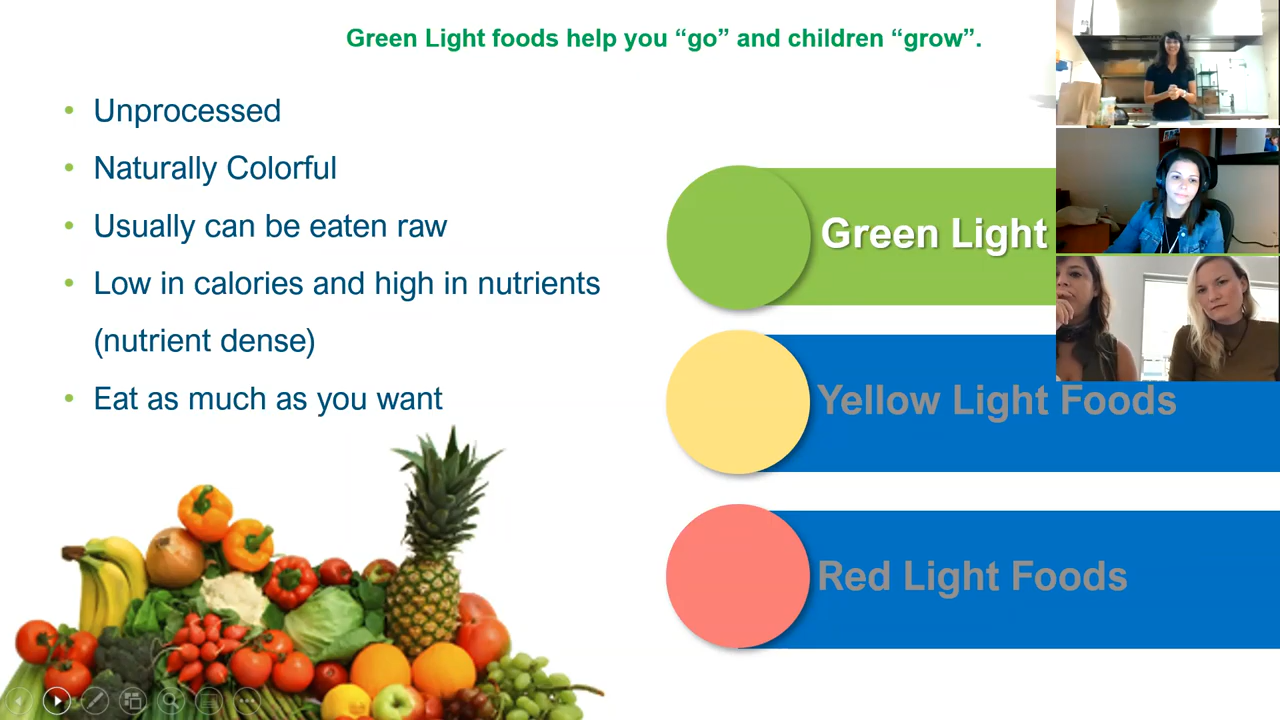 Green Light foods help you “go” and children “grow”.
• Unprocessed
• Naturally Colorful
• Usually can be eaten raw
• Low in calories and high in nutrients
(nutrient dense)
• Eat as much as you want
Green Light
Yellow Light Foods
Red Light Foods